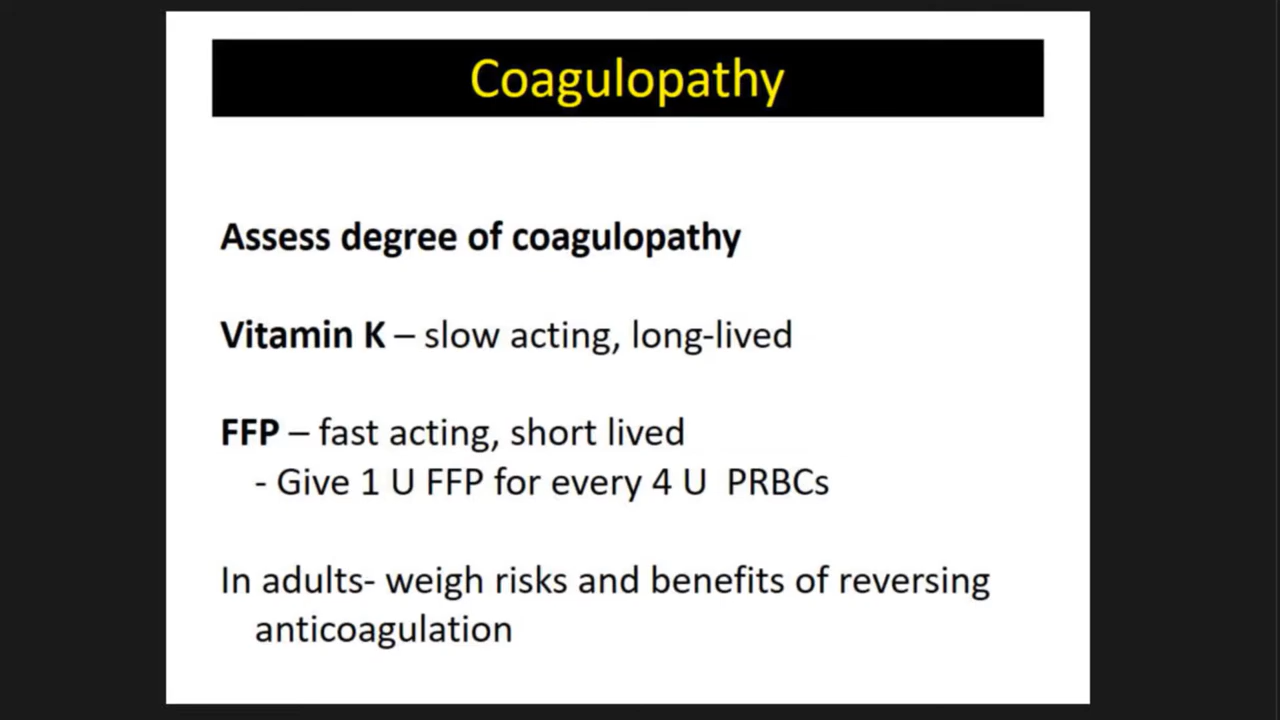 Coagulopathy
Assess degree of coagulopathy
Vitamin K – slow acting, long-lived
FFP – fast acting, short lived
- Give 1 U FFP for every 4 U  PRBCs
In adults- weigh risks and benefits of reversing
anticoagulation